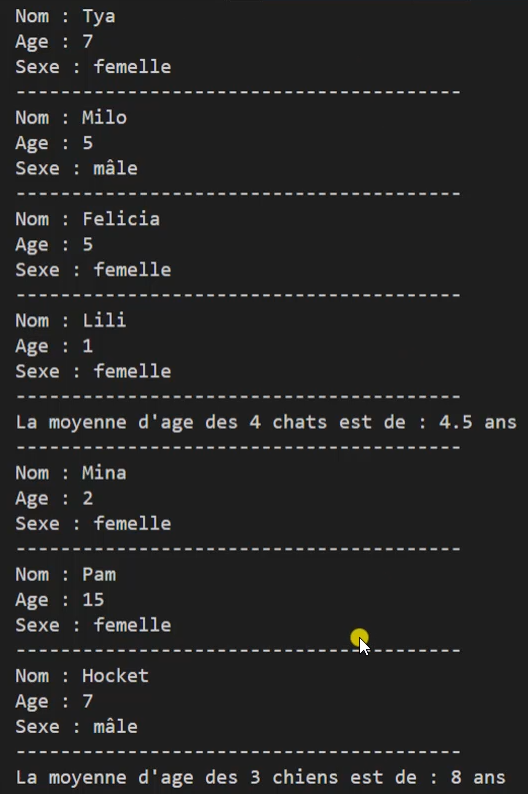 Nom : Tya
Age : 7
Sexe : femelle
----------------------------------------
Nom : Milo
Age : 5
Sexe : mâle
----------------------------------------
Nom : Felicia
Age : 5
Sexe : femelle
----------------------------------------
Nom : Lili
Age : 1
Sexe : femelle
----------------------------------------
La moyenne d'age des 4 chats est de : 4.5 ans
----------------------------------------
Nom : Mina
Age : 2
Sexe : femelle
----------------------------------------
Nom : Pam
Age : 15
Sexe : femelle
----------------------------------------
Nom : Hocket
Age : 7
Sexe : mâle
----------------------------------------
La moyenne d'age des 3 chiens est de : 8 ans